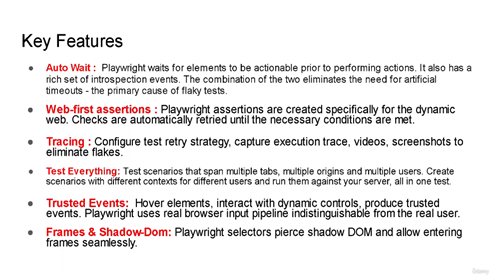 Key Features
● Auto Wait : Playwright waits for elements to be actionable prior to performing actions. It also has a
rich set of introspection events. The combination of the two eliminates the need for artificial
timeouts - the primary cause of flaky tests.
● Web-first assertions : Playwright assertions are created specifically for the dynamic
web. Checks are automatically retried until the necessary conditions are met.
● Tracing : Configure test retry strategy, capture execution trace, videos, screenshots to
eliminate flakes.
● Test Everything: Test scenarios that span multiple tabs, multiple origins and multiple users. Create
scenarios with different contexts for different users and run them against your server, all in one test.
● Trusted Events: Hover elements, interact with dynamic controls, produce trusted
events. Playwright uses real browser input pipeline indistinguishable from the real user.
● Frames & Shadow-Dom: Playwright selectors pierce shadow DOM and allow entering
frames seamlessly.
Udemy